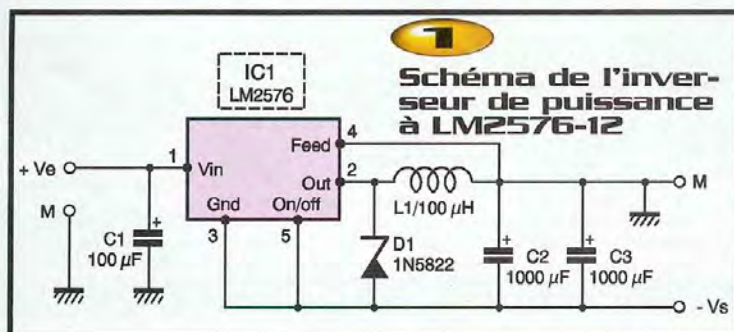 1
Schéma de l'inver-
seur de puissance
à LM2576-12
IC1
LM2576
4
Feed
+ Ve
1
Vin
Out
2
M
L1/100 µH
M
Gnd
On/off
3
5
C1
100 µF
+
D1
1N5822
+
C2
1000 µF
+
C3
1000 µF
- Vs